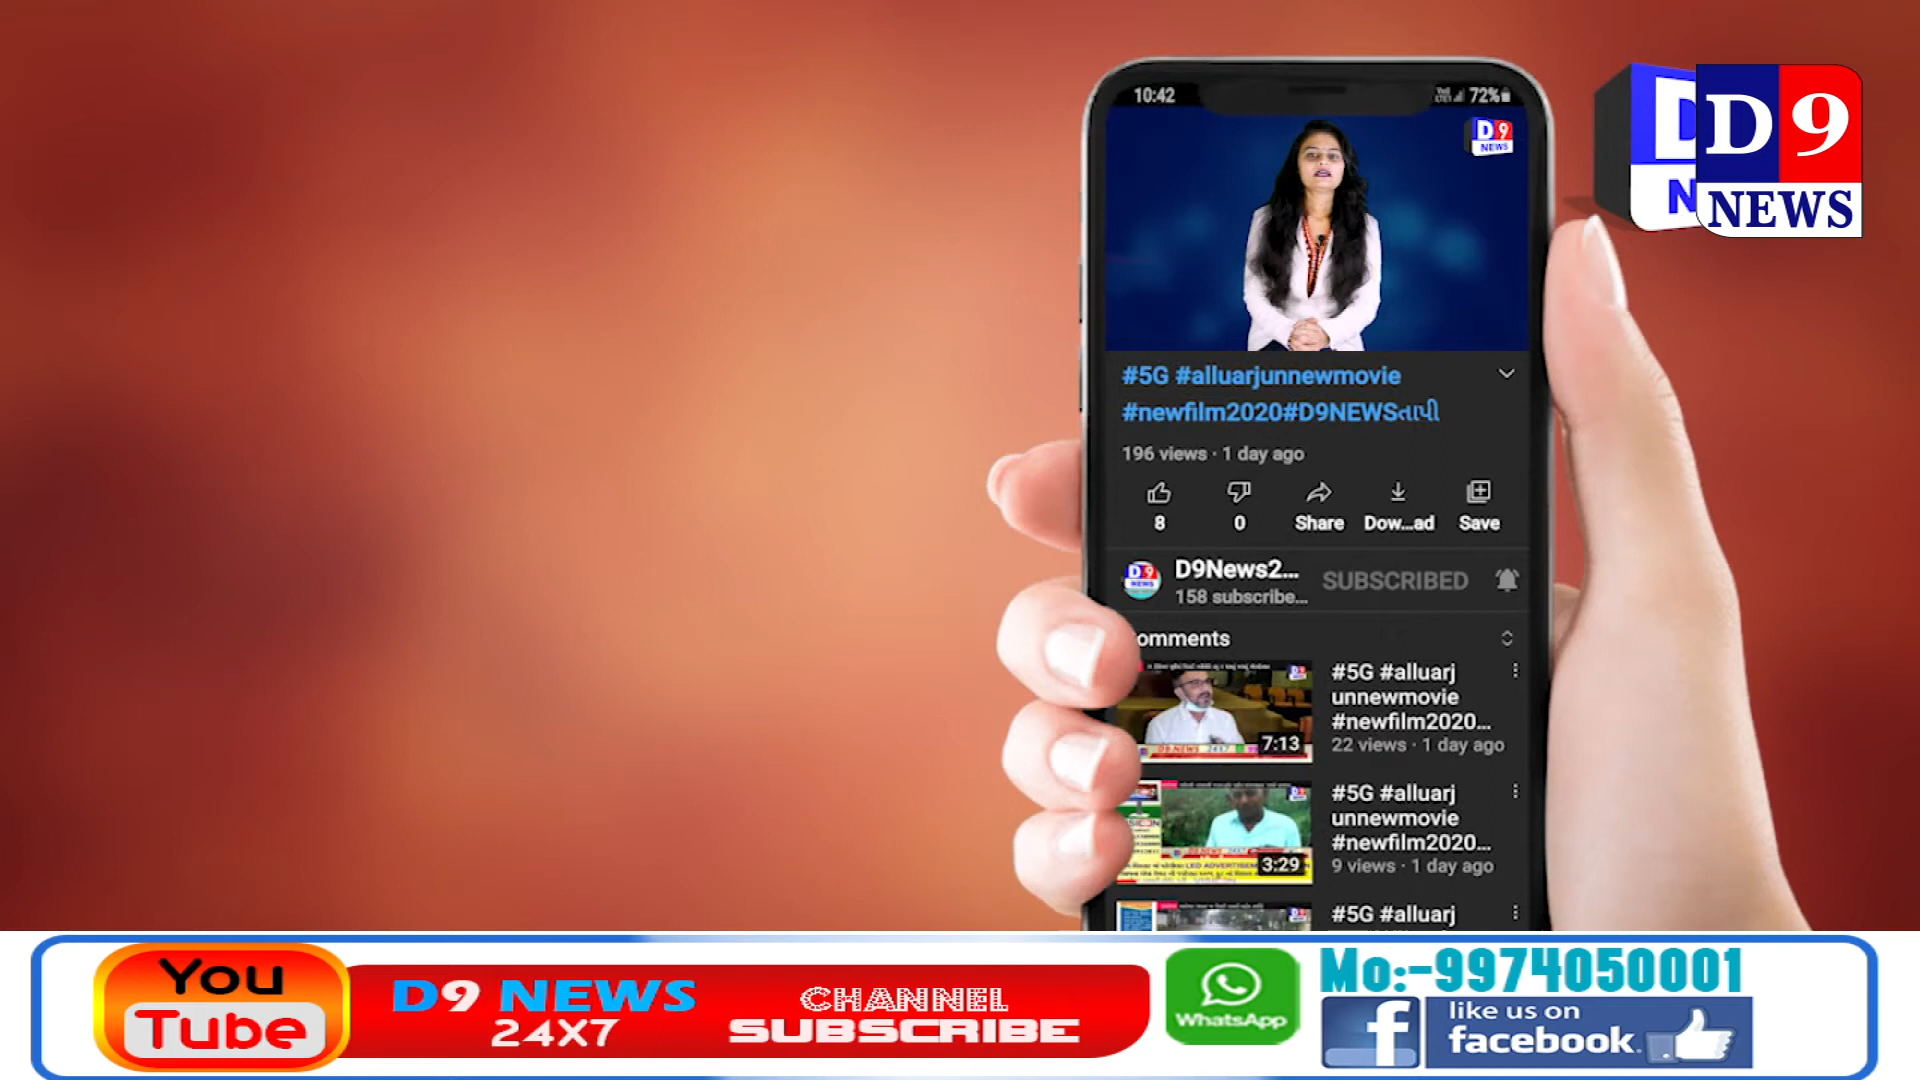 10:42
72%
D 9
NEWS
D 9
NEWS
#5G #alluarjunnewmovie
#newfilm2020#D9NEWSતાપી
196 views · 1 day ago
8
0
Share
Dow...ad
Save
D9News2...
158 subscribe...
SUBSCRIBED
omments
#5G #alluarj
unnewmovie
#newfilm2020...
22 views · 1 day ago
7:13
#5G #alluarj
unnewmovie
#newfilm2020...
9 views · 1 day ago
3:29
#5G #alluarj
You
Tube
D9 NEWS
24X7
CHANNEL
SUBSCRIBE
WhatsApp
Mo:-9974050001
like us on
facebook.